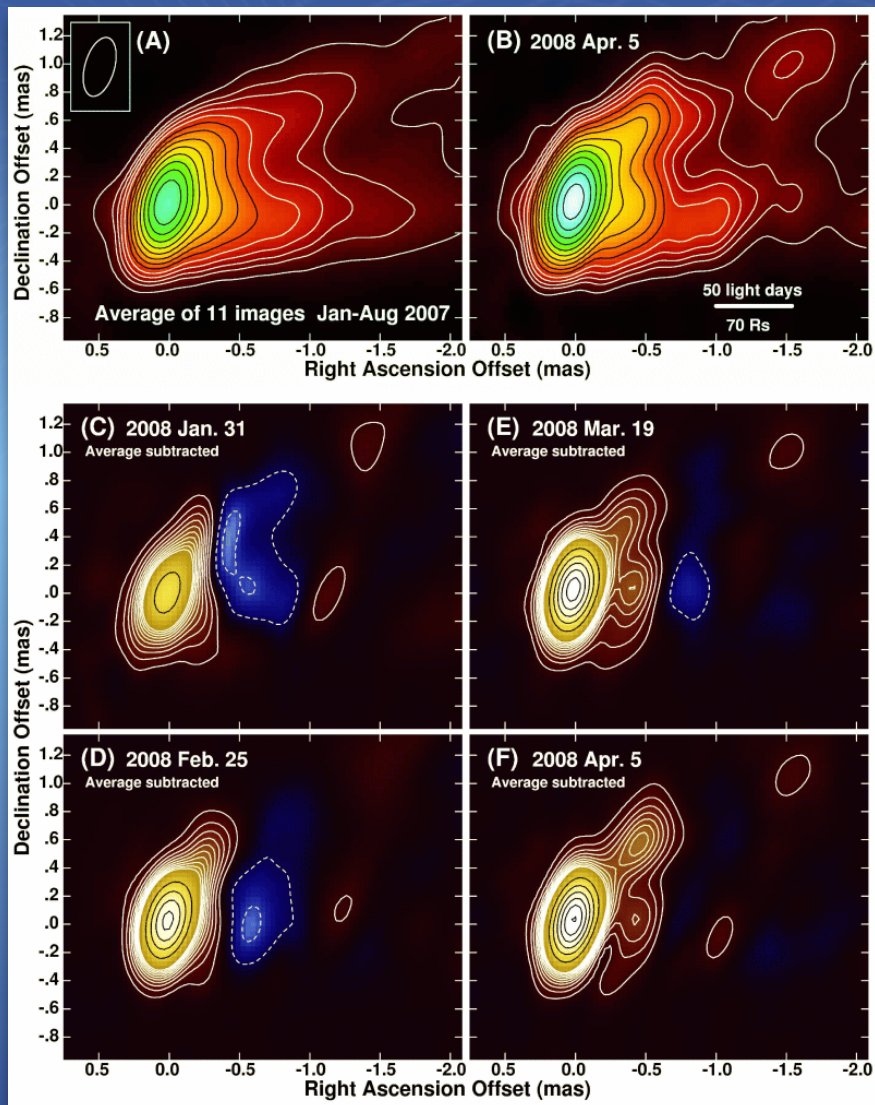 (A)
(B) 2008 Apr. 5
1.2
1.0
.8
.6
.4
.2
.0
-.2
-.4
-.6
-.8
Declination Offset (mas)
Average of 11 images Jan-Aug 2007
50 light days
70 Rs
0.5 0.0 -0.5 -1.0 -1.5 -2.0
0.5 0.0 -0.5 -1.0 -1.5 -2.0
Right Ascension Offset (mas)
(C) 2008 Jan. 31
Average subtracted
(E) 2008 Mar. 19
Average subtracted
1.2
1.0
.8
.6
.4
.2
.0
-.2
-.4
-.6
-.8
(D) 2008 Feb. 25
Average subtracted
(F) 2008 Apr. 5
Average subtracted
1.2
1.0
.8
.6
.4
.2
.0
-.2
-.4
-.6
-.8
Declination Offset (mas)
0.5 0.0 -0.5 -1.0 -1.5 -2.0
0.5 0.0 -0.5 -1.0 -1.5 -2.0
Right Ascension Offset (mas)